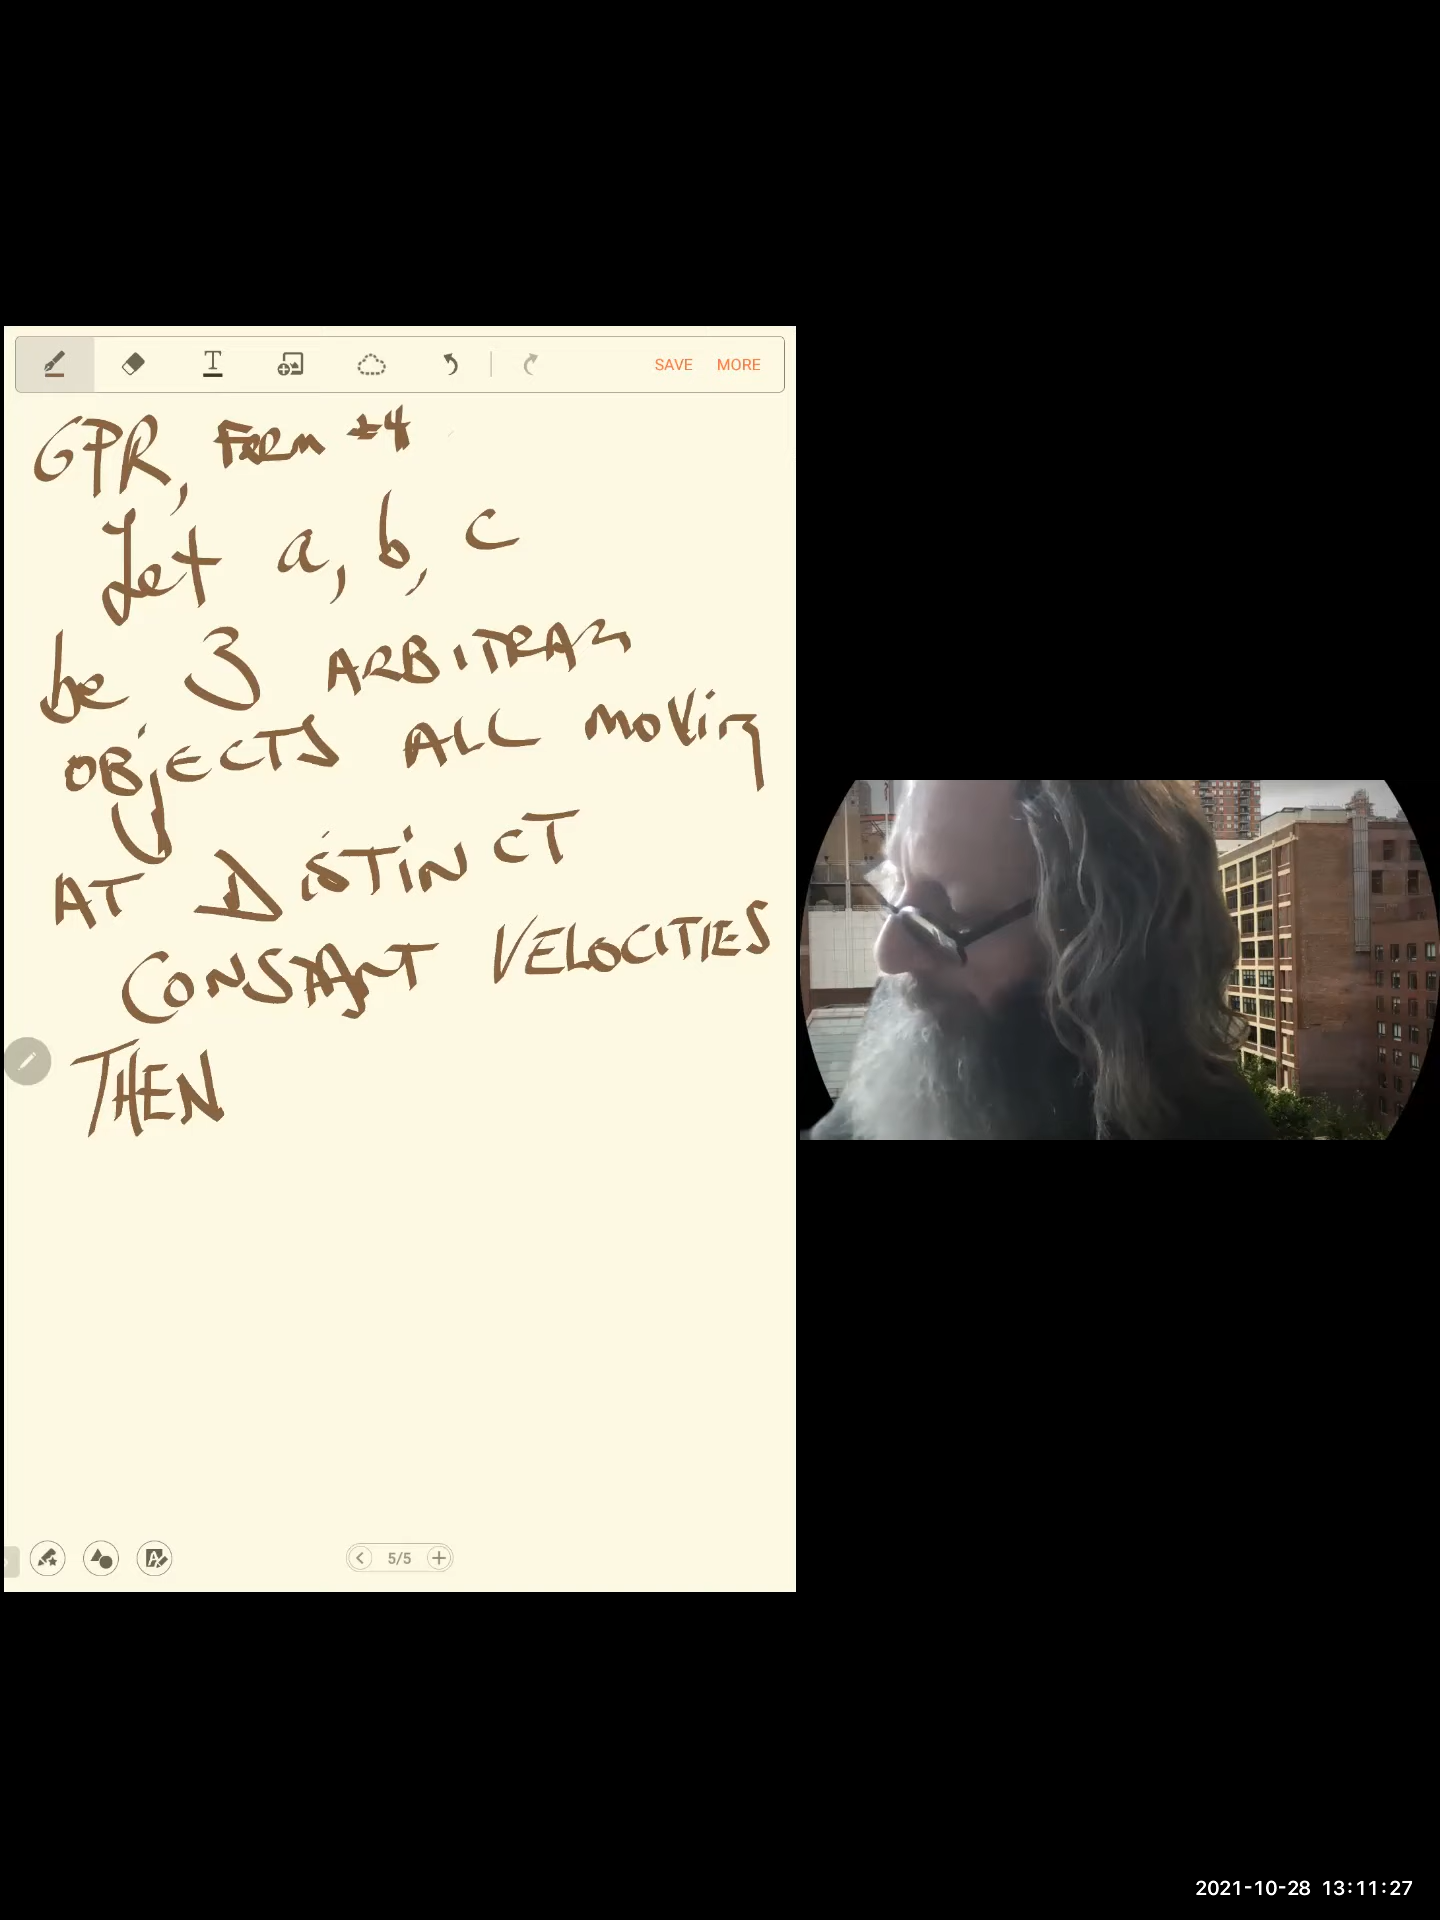 SAVE MORE
GPR, Form #4
Let a, b, c
be 3 ARBITRARY
OBJECTS ALL moving
AT DISTINCT
CONSTANT VELOCITIES
THEN
5/5
2021-10-28 13:11:27